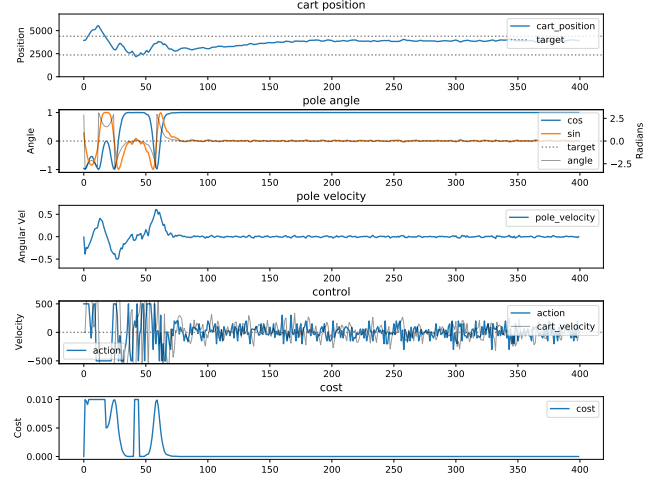 cart position
5000
2500
0
Position
cart_position
target
0 50 100 150 200 250 300 350 400
pole angle
1
0
−1
Angle
cos
sin
target
angle
2.5
0.0
−2.5
Radians
0 50 100 150 200 250 300 350 400
pole velocity
0.5
0.0
−0.5
Angular Vel
pole_velocity
0 50 100 150 200 250 300 350 400
control
500
0
−500
Velocity
action
action
cart_velocity
0 50 100 150 200 250 300 350 400
cost
0.010
0.005
0.000
Cost
cost
0 50 100 150 200 250 300 350 400